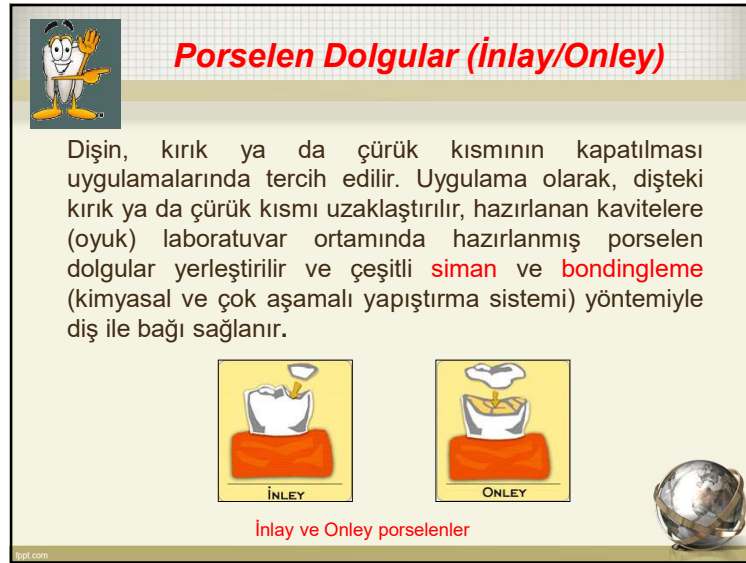 Porselen Dolgular (İnlay/Onley)
Dişin, kırık ya da çürük kısmının kapatılması
uygulamalarında tercih edilir. Uygulama olarak, dişteki
kırık ya da çürük kısmı uzaklaştırılır, hazırlanan kavitelere
(oyuk) laboratuvar ortamında hazırlanmış porselen
dolgular yerleştirilir ve çeşitli siman ve bondingleme
(kimyasal ve çok aşamalı yapıştırma sistemi) yöntemiyle
diş ile bağı sağlanır.
İNLEY
ONLEY
İnlay ve Onley porselenler
fppt.com